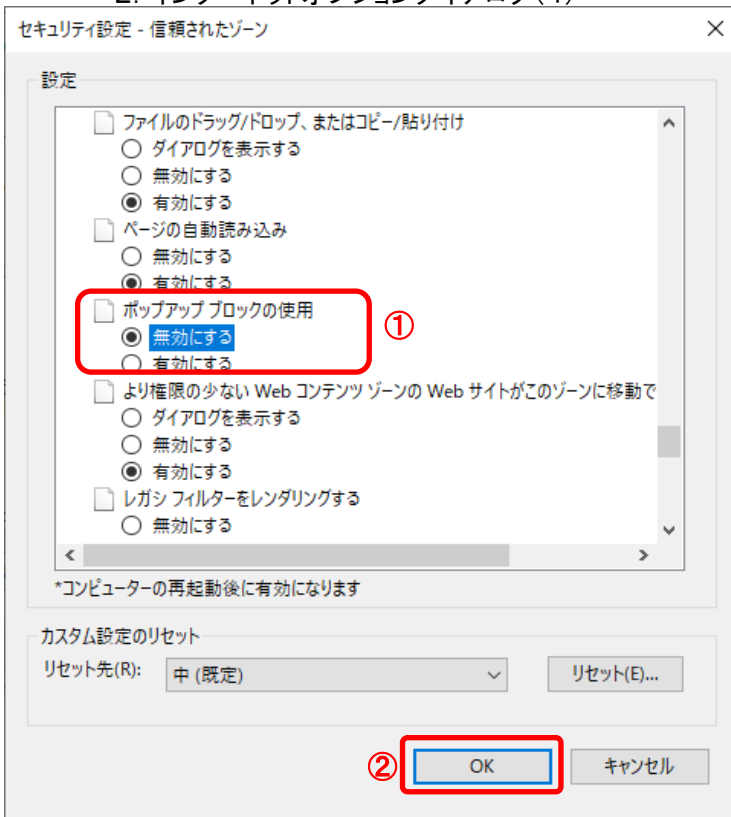 セキュリティ設定 - 信頼されたゾーン
設定
ファイルのドラッグ/ドロップ、またはコピー/貼り付け
ダイアログを表示する
無効にする
有効にする
ページの自動読み込み
無効にする
有効にする
ポップアップ ブロックの使用
①
無効にする
有効にする
より権限の少ない Web コンテンツ ゾーンの Web サイトがこのゾーンに移動で
ダイアログを表示する
無効にする
有効にする
レガシ フィルターをレンダリングする
無効にする
*コンピューターの再起動後に有効になります
カスタム設定のリセット
リセット先(R):
中 (既定)
リセット(E)...
②
OK
キャンセル